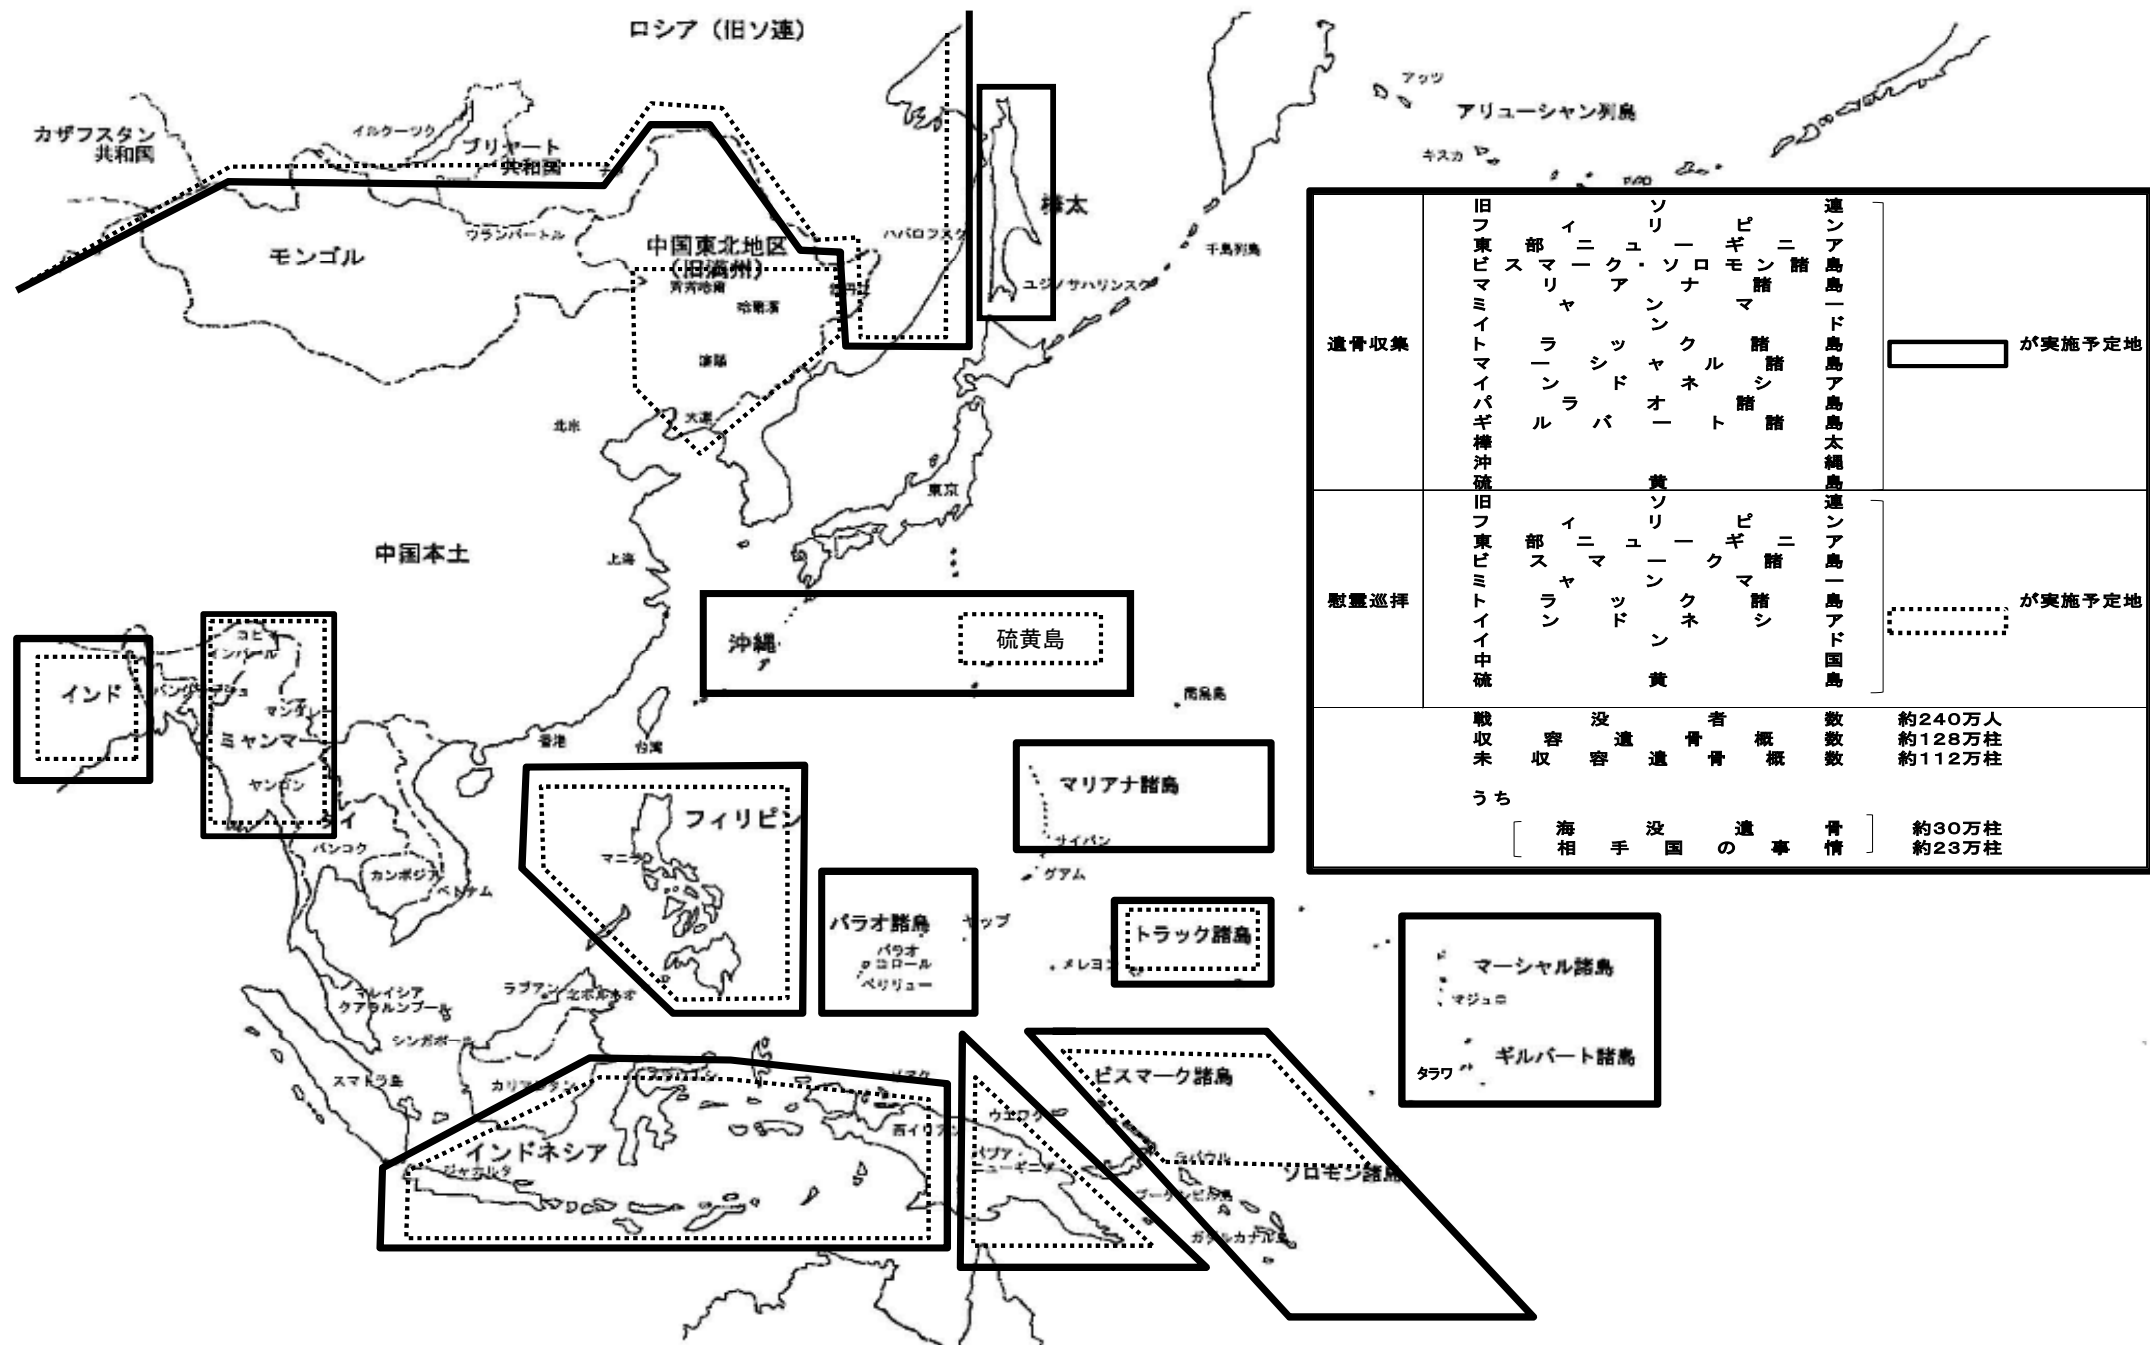 ロシア（旧ソ連）
アッツ
アリューシャン列島
カザフスタン
共和国
イルクーツク
ブリヤート
共和国
キスカ
樺太
モンゴル
ウランバートル
中国東北地区
（旧満州）
斉斉哈爾
哈爾濱
ハバロフスク
ユジノサハリンスク
千島列島
瀋陽
大連
北京
東京
中国本土
上海
沖縄
硫黄島
南鳥島
インド
コヒマ
インパール
バングラデシュ
マンダレー
ミャンマー
ヤンゴン
タイ
バンコク
カンボジア
ベトナム
香港
台湾
フィリピン
マニラ
マリアナ諸島
サイパン
グアム
パラオ諸島
パラオ
コロール
ペリリュー
ヤップ
トラック諸島
メレヨン
マーシャル諸島
マジュロ
ギルバート諸島
タラワ
マレイシア
クアラルンプール
シンガポール
ラブアン
北ボルネオ
スマトラ島
カリマンタン
スラウェシ
インドネシア
ジャカルタ
西イリアン
ウエワク
パプア・
ニューギニア
ビスマーク諸島
ラバウル
ソロモン諸島
ブーゲンビル島
ガダルカナル島
遺骨収集
旧ソ連
フィリピン
東部ニューギニア
ビスマーク・ソロモン諸島
マリアナ諸島
ミャンマー
インド
トラック諸島
マーシャル諸島
インドネシア
パラオ諸島
ギルバート諸島
樺太
沖縄
硫黄島
が実施予定地
慰霊巡拝
旧ソ連
フィリピン
東部ニューギニア
ビスマーク諸島
ミャンマー
トラック諸島
インドネシア
インド
中国
硫黄島
が実施予定地
戦没者数 約240万人
収容遺骨概数 約128万柱
未収容遺骨概数 約112万柱
うち
海没遺骨 約30万柱
相手国の事情 約23万柱